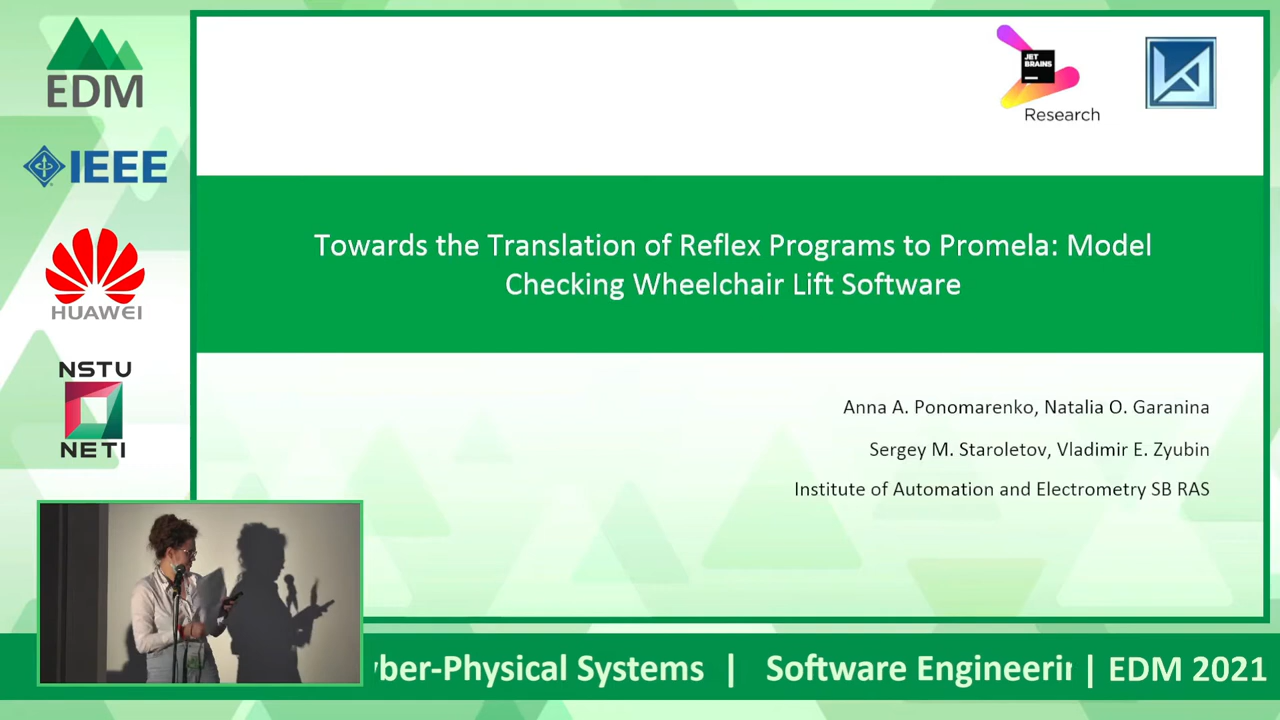 EDM
IEEE
HUAWEI
NSTU
NETI
JET
BRAINS
Research
Towards the Translation of Reflex Programs to Promela: Model
Checking Wheelchair Lift Software
Anna A. Ponomarenko, Natalia O. Garanina
Sergey M. Staroletov, Vladimir E. Zyubin
Institute of Automation and Electrometry SB RAS
yber-Physical Systems | Software Engineerin | EDM 2021